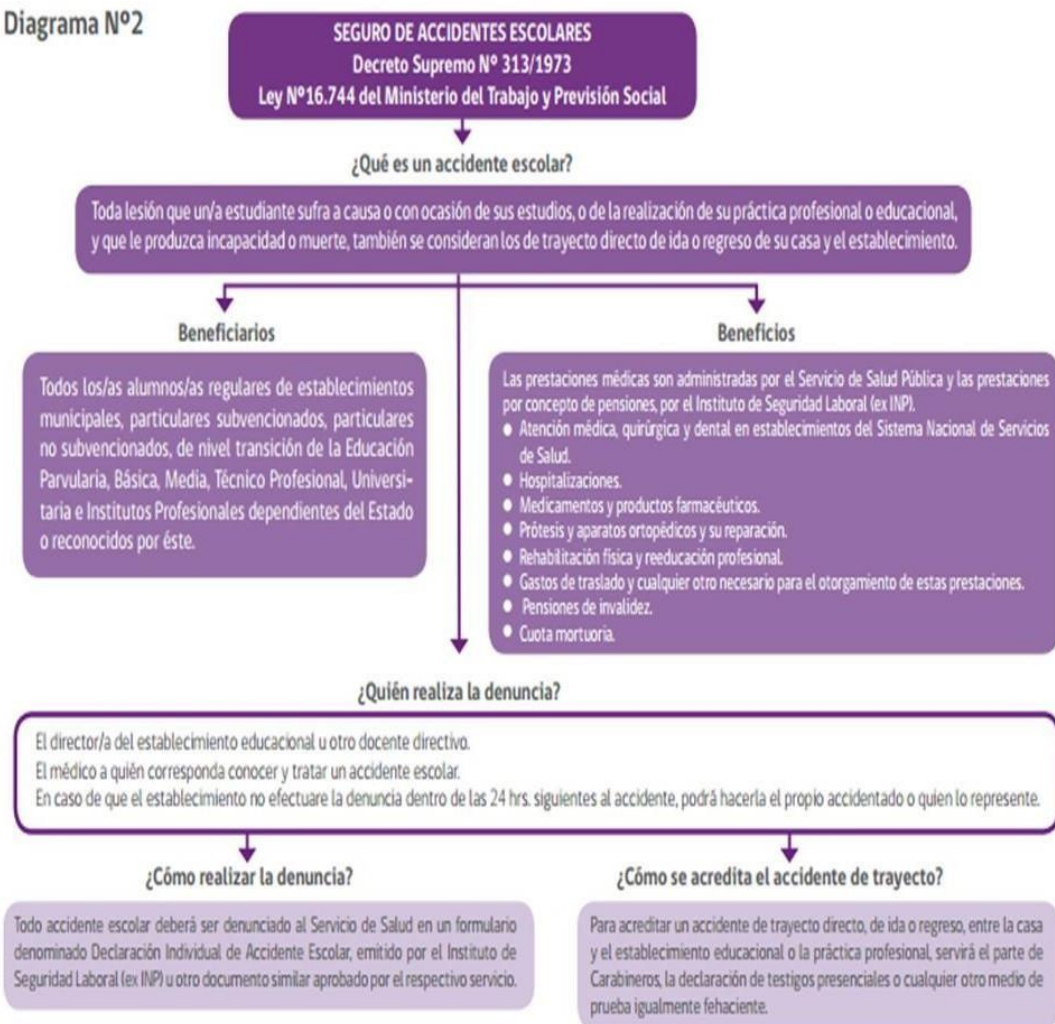 Diagrama Nº2
SEGURO DE ACCIDENTES ESCOLARES
Decreto Supremo Nº 313/1973
Ley Nº16.744 del Ministerio del Trabajo y Previsión Social
¿Qué es un accidente escolar?
Toda lesión que un/a estudiante sufra a causa o con ocasión de sus estudios, o de la realización de su práctica profesional o educacional,
y que le produzca incapacidad o muerte, también se consideran los de trayecto directo de ida o regreso de su casa y el establecimiento.
Beneficiarios
Todos los/as alumnos/as regulares de establecimientos
municipales, particulares subvencionados, particulares
no subvencionados, de nivel transición de la Educación
Parvularia, Básica, Media, Técnico Profesional, Universi-
taria e Institutos Profesionales dependientes del Estado
o reconocidos por éste.
Beneficios
Las prestaciones médicas son administradas por el Servicio de Salud Pública y las prestaciones
por concepto de pensiones, por el Instituto de Seguridad Laboral (ex INP).
● Atención médica, quirúrgica y dental en establecimientos del Sistema Nacional de Servicios
de Salud.
● Hospitalizaciones.
● Medicamentos y productos farmacéuticos.
● Prótesis y aparatos ortopédicos y su reparación.
● Rehabilitación física y reeducación profesional.
● Gastos de traslado y cualquier otro necesario para el otorgamiento de estas prestaciones.
● Pensiones de invalidez.
● Cuota mortuoria.
¿Quién realiza la denuncia?
El director/a del establecimiento educacional u otro docente directivo.
El médico a quién corresponda conocer y tratar un accidente escolar.
En caso de que el establecimiento no efectuare la denuncia dentro de las 24 hrs. siguientes al accidente, podrá hacerla el propio accidentado o quien lo represente.
¿Cómo realizar la denuncia?
Todo accidente escolar deberá ser denunciado al Servicio de Salud en un formulario
denominado Declaración Individual de Accidente Escolar, emitido por el Instituto de
Seguridad Laboral (ex INP) u otro documento similar aprobado por el respectivo servicio.
¿Cómo se acredita el accidente de trayecto?
Para acreditar un accidente de trayecto directo, de ida o regreso, entre la casa
y el establecimiento educacional o la práctica profesional, servirá el parte de
Carabineros, la declaración de testigos presenciales o cualquier otro medio de
prueba igualmente fehaciente.